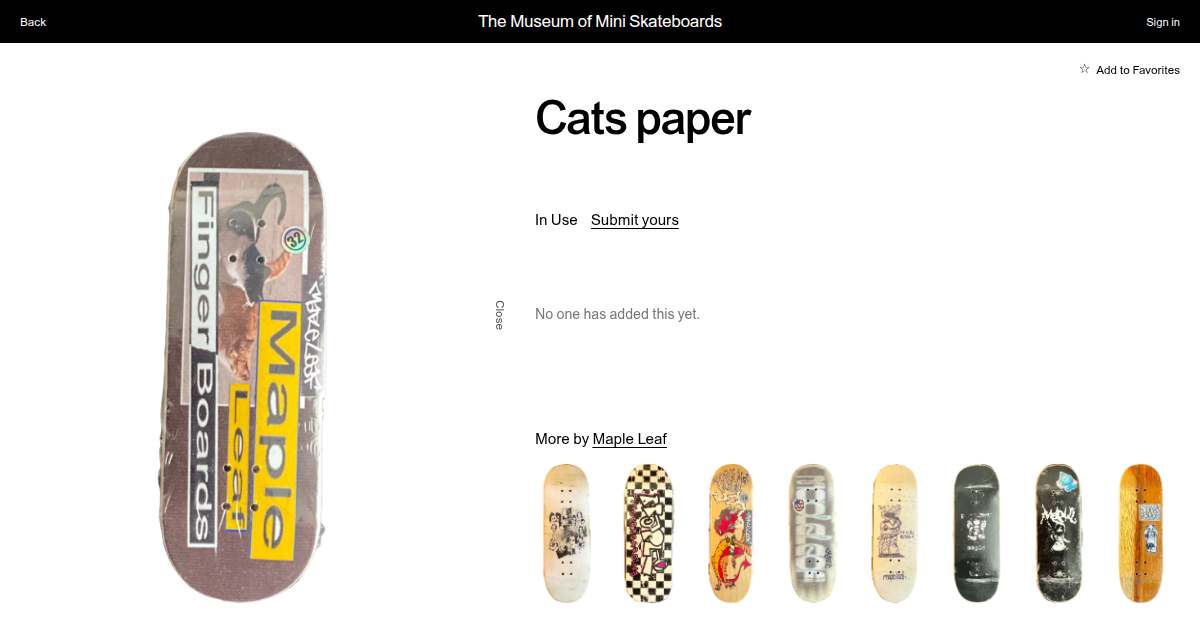 Back
The Museum of Mini Skateboards
Sign in
☆ Add to Favorites
Cats paper
In Use Submit yours
Close
No one has added this yet.
More by Maple Leaf
Finger Boards
Maple
Leaf
32